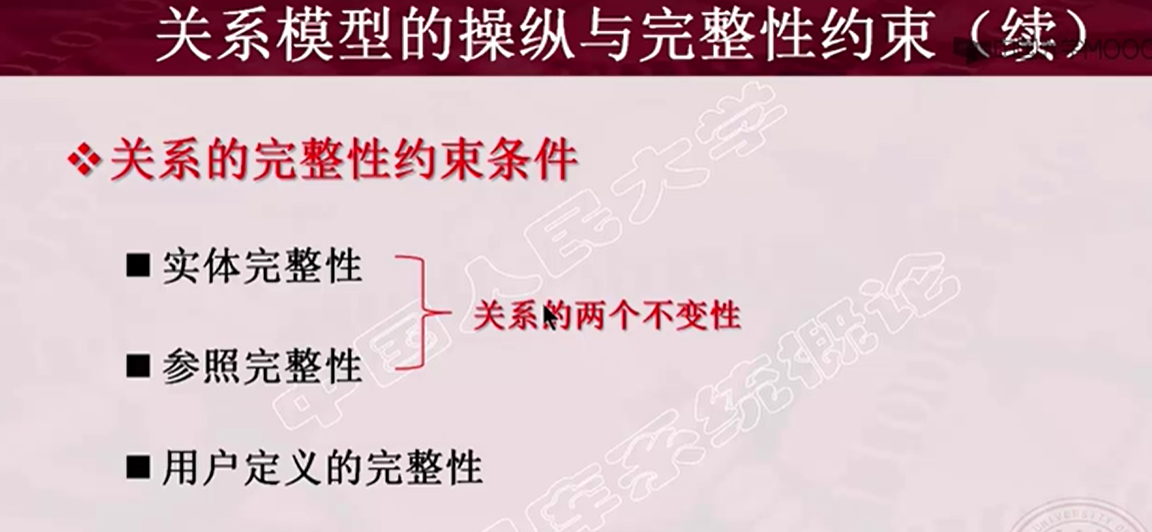 关系模型的操纵与完整性约束（续）
❖关系的完整性约束条件
■ 实体完整性
关系的两个不变性
■ 参照完整性
■ 用户定义的完整性
中国人民大学
库系统概论